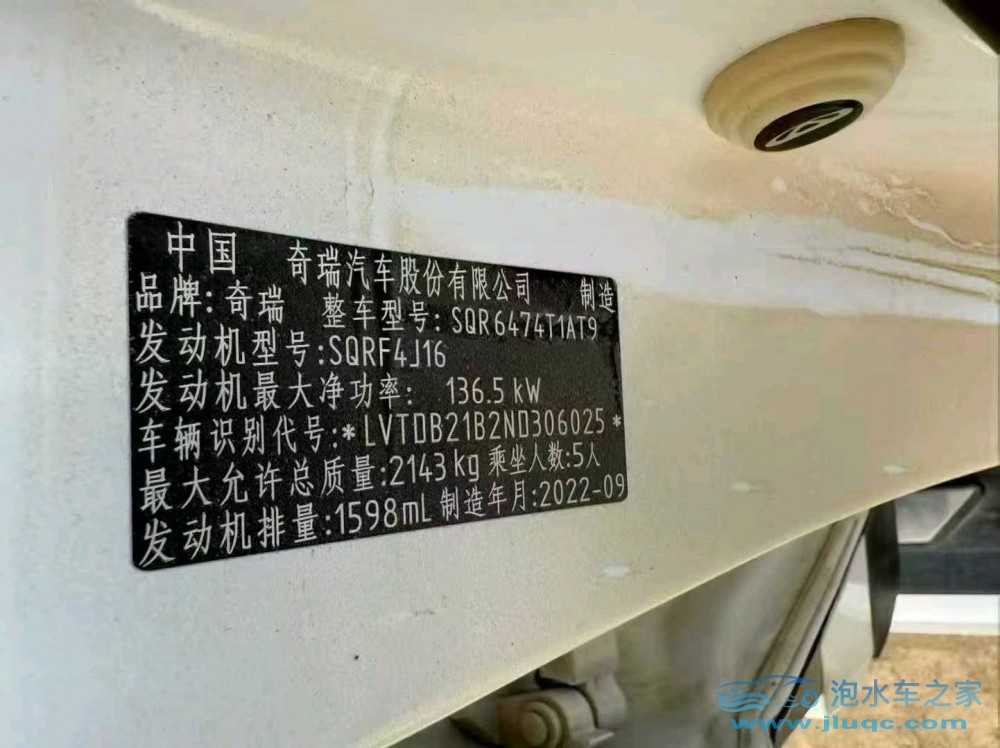 中国 奇瑞汽车股份有限公司 制造
品牌:奇瑞 整车型号:SQR6474T1AT9
发动机型号:SQRF4J16
发动机最大净功率: 136.5 kW
车辆识别代号:*LVTDB21B2ND306025*
最大允许总质量:2143kg 乘坐人数:5人
发动机排量:1598mL 制造年月:2022-09
泡水车之家
www.jluqc.com